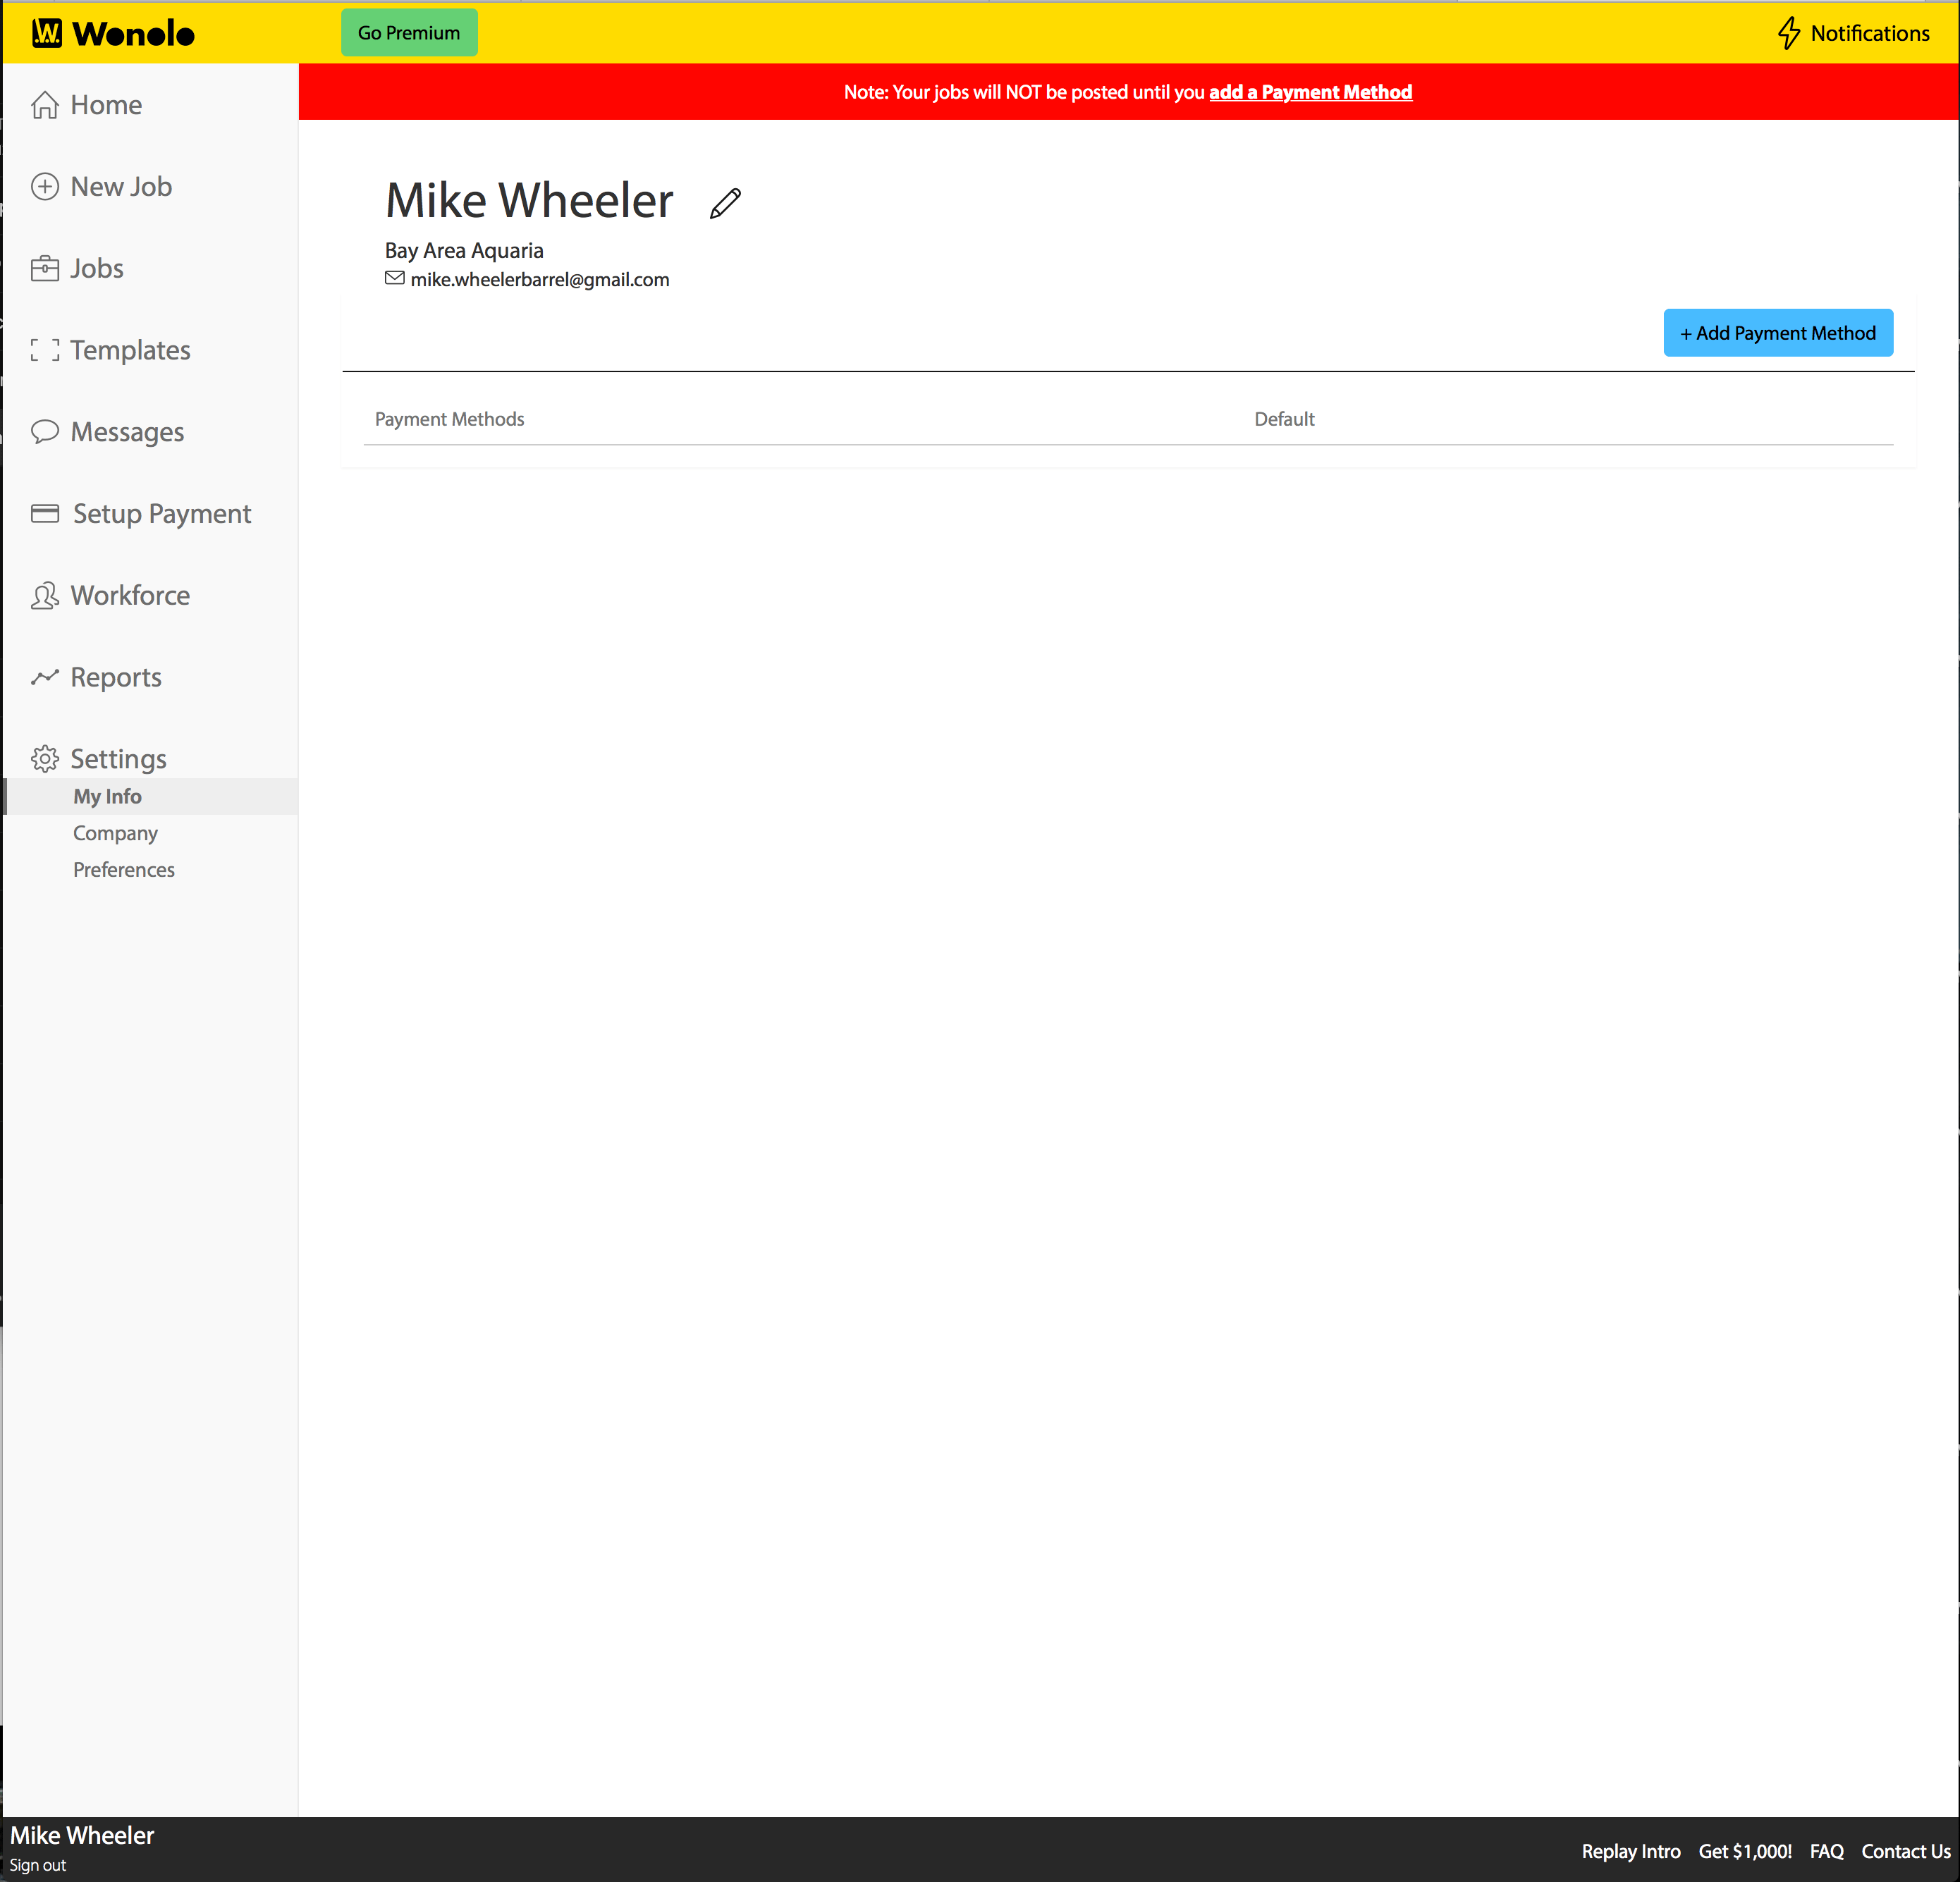 W. Wonolo
Go Premium
Notifications
Note: Your jobs will NOT be posted until you add a Payment Method
Home
New Job
Jobs
Templates
Messages
Setup Payment
Workforce
Reports
Settings
My Info
Company
Preferences
Mike Wheeler
Bay Area Aquaria
mike.wheelerbarrel@gmail.com
+ Add Payment Method
Payment Methods Default
Mike Wheeler
Sign out
Replay Intro Get $1,000! FAQ Contact Us